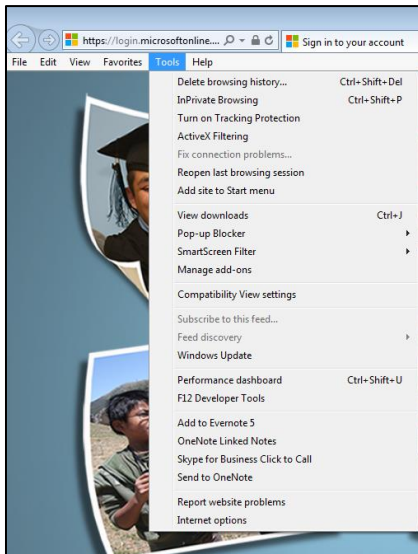 https://login.microsoftonline.... Sign in to your account
File Edit View Favorites Tools Help
Delete browsing history... Ctrl+Shift+Del
InPrivate Browsing Ctrl+Shift+P
Turn on Tracking Protection
ActiveX Filtering
Fix connection problems...
Reopen last browsing session
Add site to Start menu
View downloads Ctrl+J
Pop-up Blocker
SmartScreen Filter
Manage add-ons
Compatibility View settings
Subscribe to this feed...
Feed discovery
Windows Update
Performance dashboard Ctrl+Shift+U
F12 Developer Tools
Add to Evernote 5
OneNote Linked Notes
Skype for Business Click to Call
Send to OneNote
Report website problems
Internet options